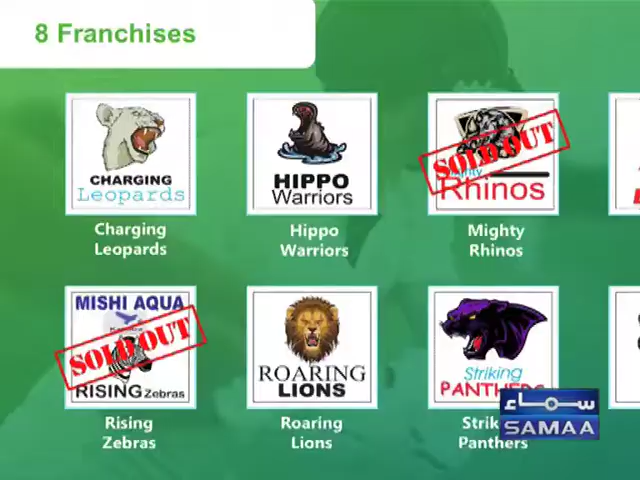 8 Franchises
CHARGING
Leopards
HIPPO
Warriors
SOLD OUT
Rhinos
Charging
Leopards
Hippo
Warriors
Mighty
Rhinos
MISHI AQUA
SOLD OUT
RISING Zebras
ROARING
LIONS
Striking
PANTHERS
سماء
SAMAA
Rising
Zebras
Roaring
Lions
Panthers